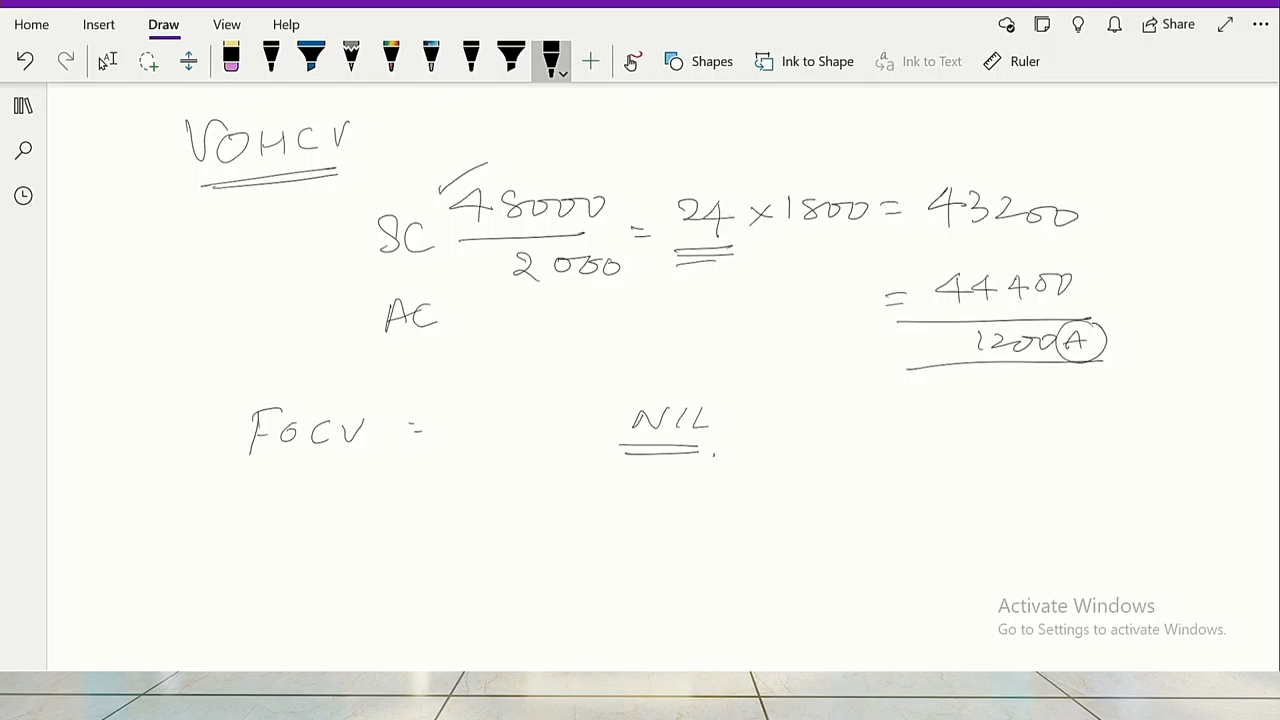 Home Insert Draw View Help Share
Shapes Ink to Shape Ink to Text Ruler
VOHCV
SC 48000 / 2000 = 24 × 1800 = 43200
AC = 44400
1200 A
FOCV = NIL
Activate Windows
Go to Settings to activate Windows.